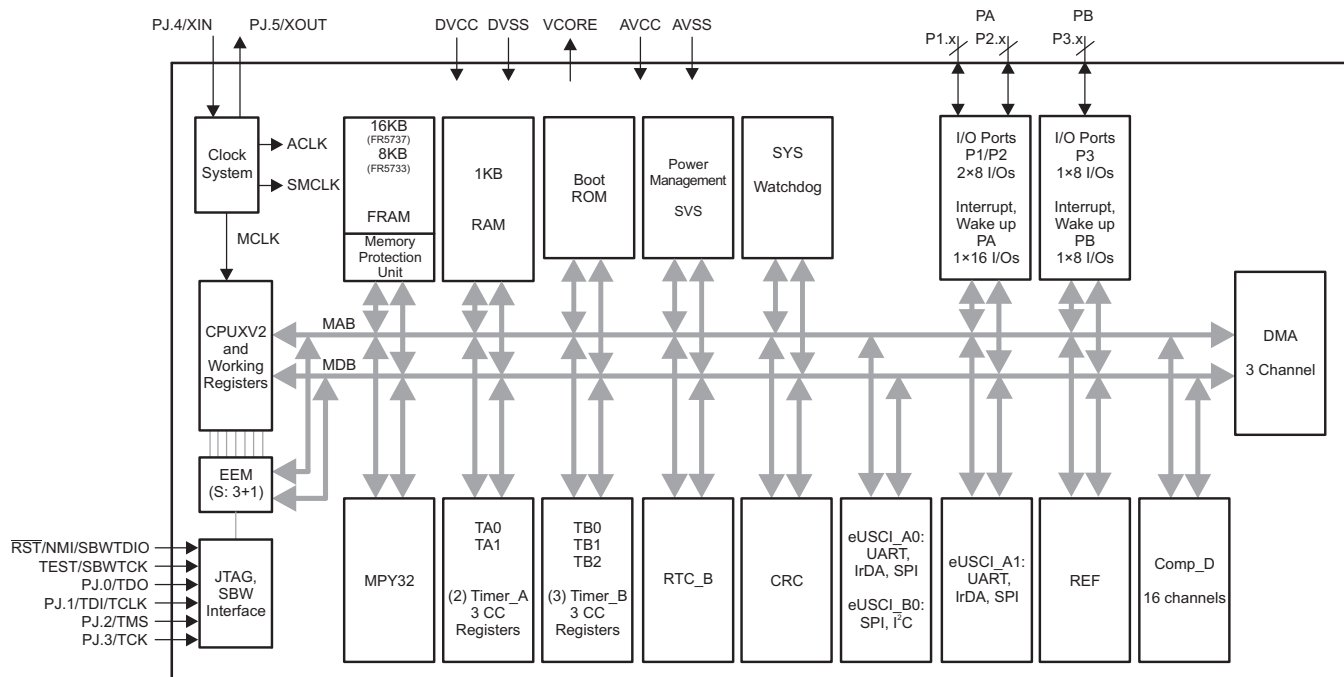 PJ.4/XIN
PJ.5/XOUT
DVCC
DVSS
VCORE
AVCC
AVSS
PA
P1.x
P2.x
PB
P3.x
Clock
System
ACLK
SMCLK
MCLK
16KB
(FR5737)
8KB
(FR5733)
FRAM
Memory
Protection
Unit
1KB
RAM
Boot
ROM
Power
Management
SVS
SYS
Watchdog
I/O Ports
P1/P2
2×8 I/Os
Interrupt,
Wake up
PA
1×16 I/Os
I/O Ports
P3
1×8 I/Os
Interrupt,
Wake up
PB
1×8 I/Os
CPUXV2
and
Working
Registers
MAB
MDB
DMA
3 Channel
EEM
(S: 3+1)
RST/NMI/SBWTDIO
TEST/SBWTCK
PJ.0/TDO
PJ.1/TDI/TCLK
PJ.2/TMS
PJ.3/TCK
JTAG,
SBW
Interface
MPY32
TA0
TA1
(2) Timer_A
3 CC
Registers
TB0
TB1
TB2
(3) Timer_B
3 CC
Registers
RTC_B
CRC
eUSCI_A0:
UART,
IrDA, SPI
eUSCI_B0:
SPI, I²C
eUSCI_A1:
UART,
IrDA, SPI
REF
Comp_D
16 channels